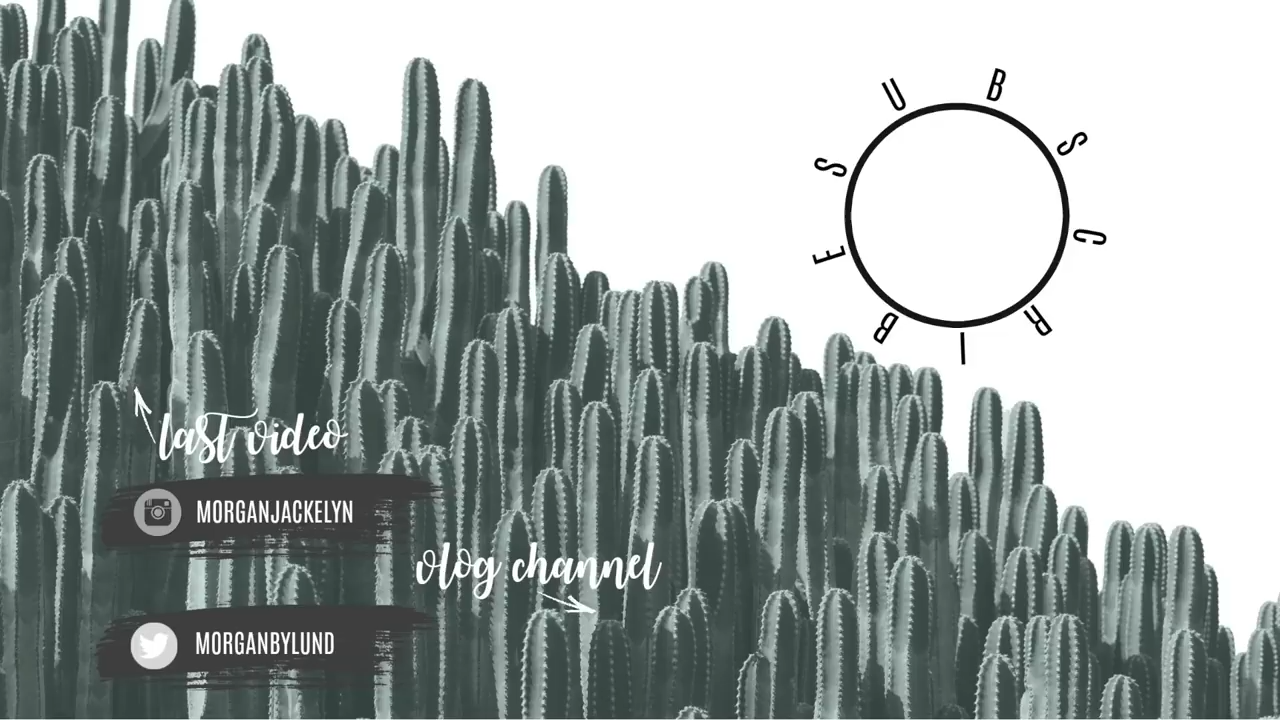 SUBSCRIBE
last video
MORGANJACKELYN
vlog channel
MORGANBYLUND